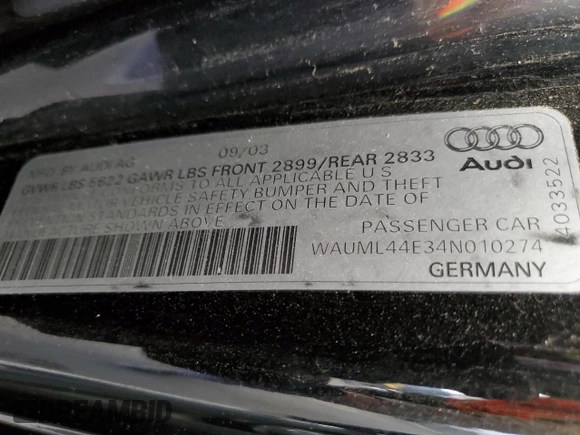 09/03
MFD. BY AUDI AG
GVWR LBS 5622 GAWR LBS FRONT 2899/REAR 2833
FORMS TO ALL APPLICABLE U S
VEHICLE SAFETY BUMPER AND THEFT
STANDARDS IN EFFECT ON THE DATE OF
SHOWN ABOVE.
Audi
PASSENGER CAR
WAUML44E34N010274
GERMANY
4033522
DREAMBID